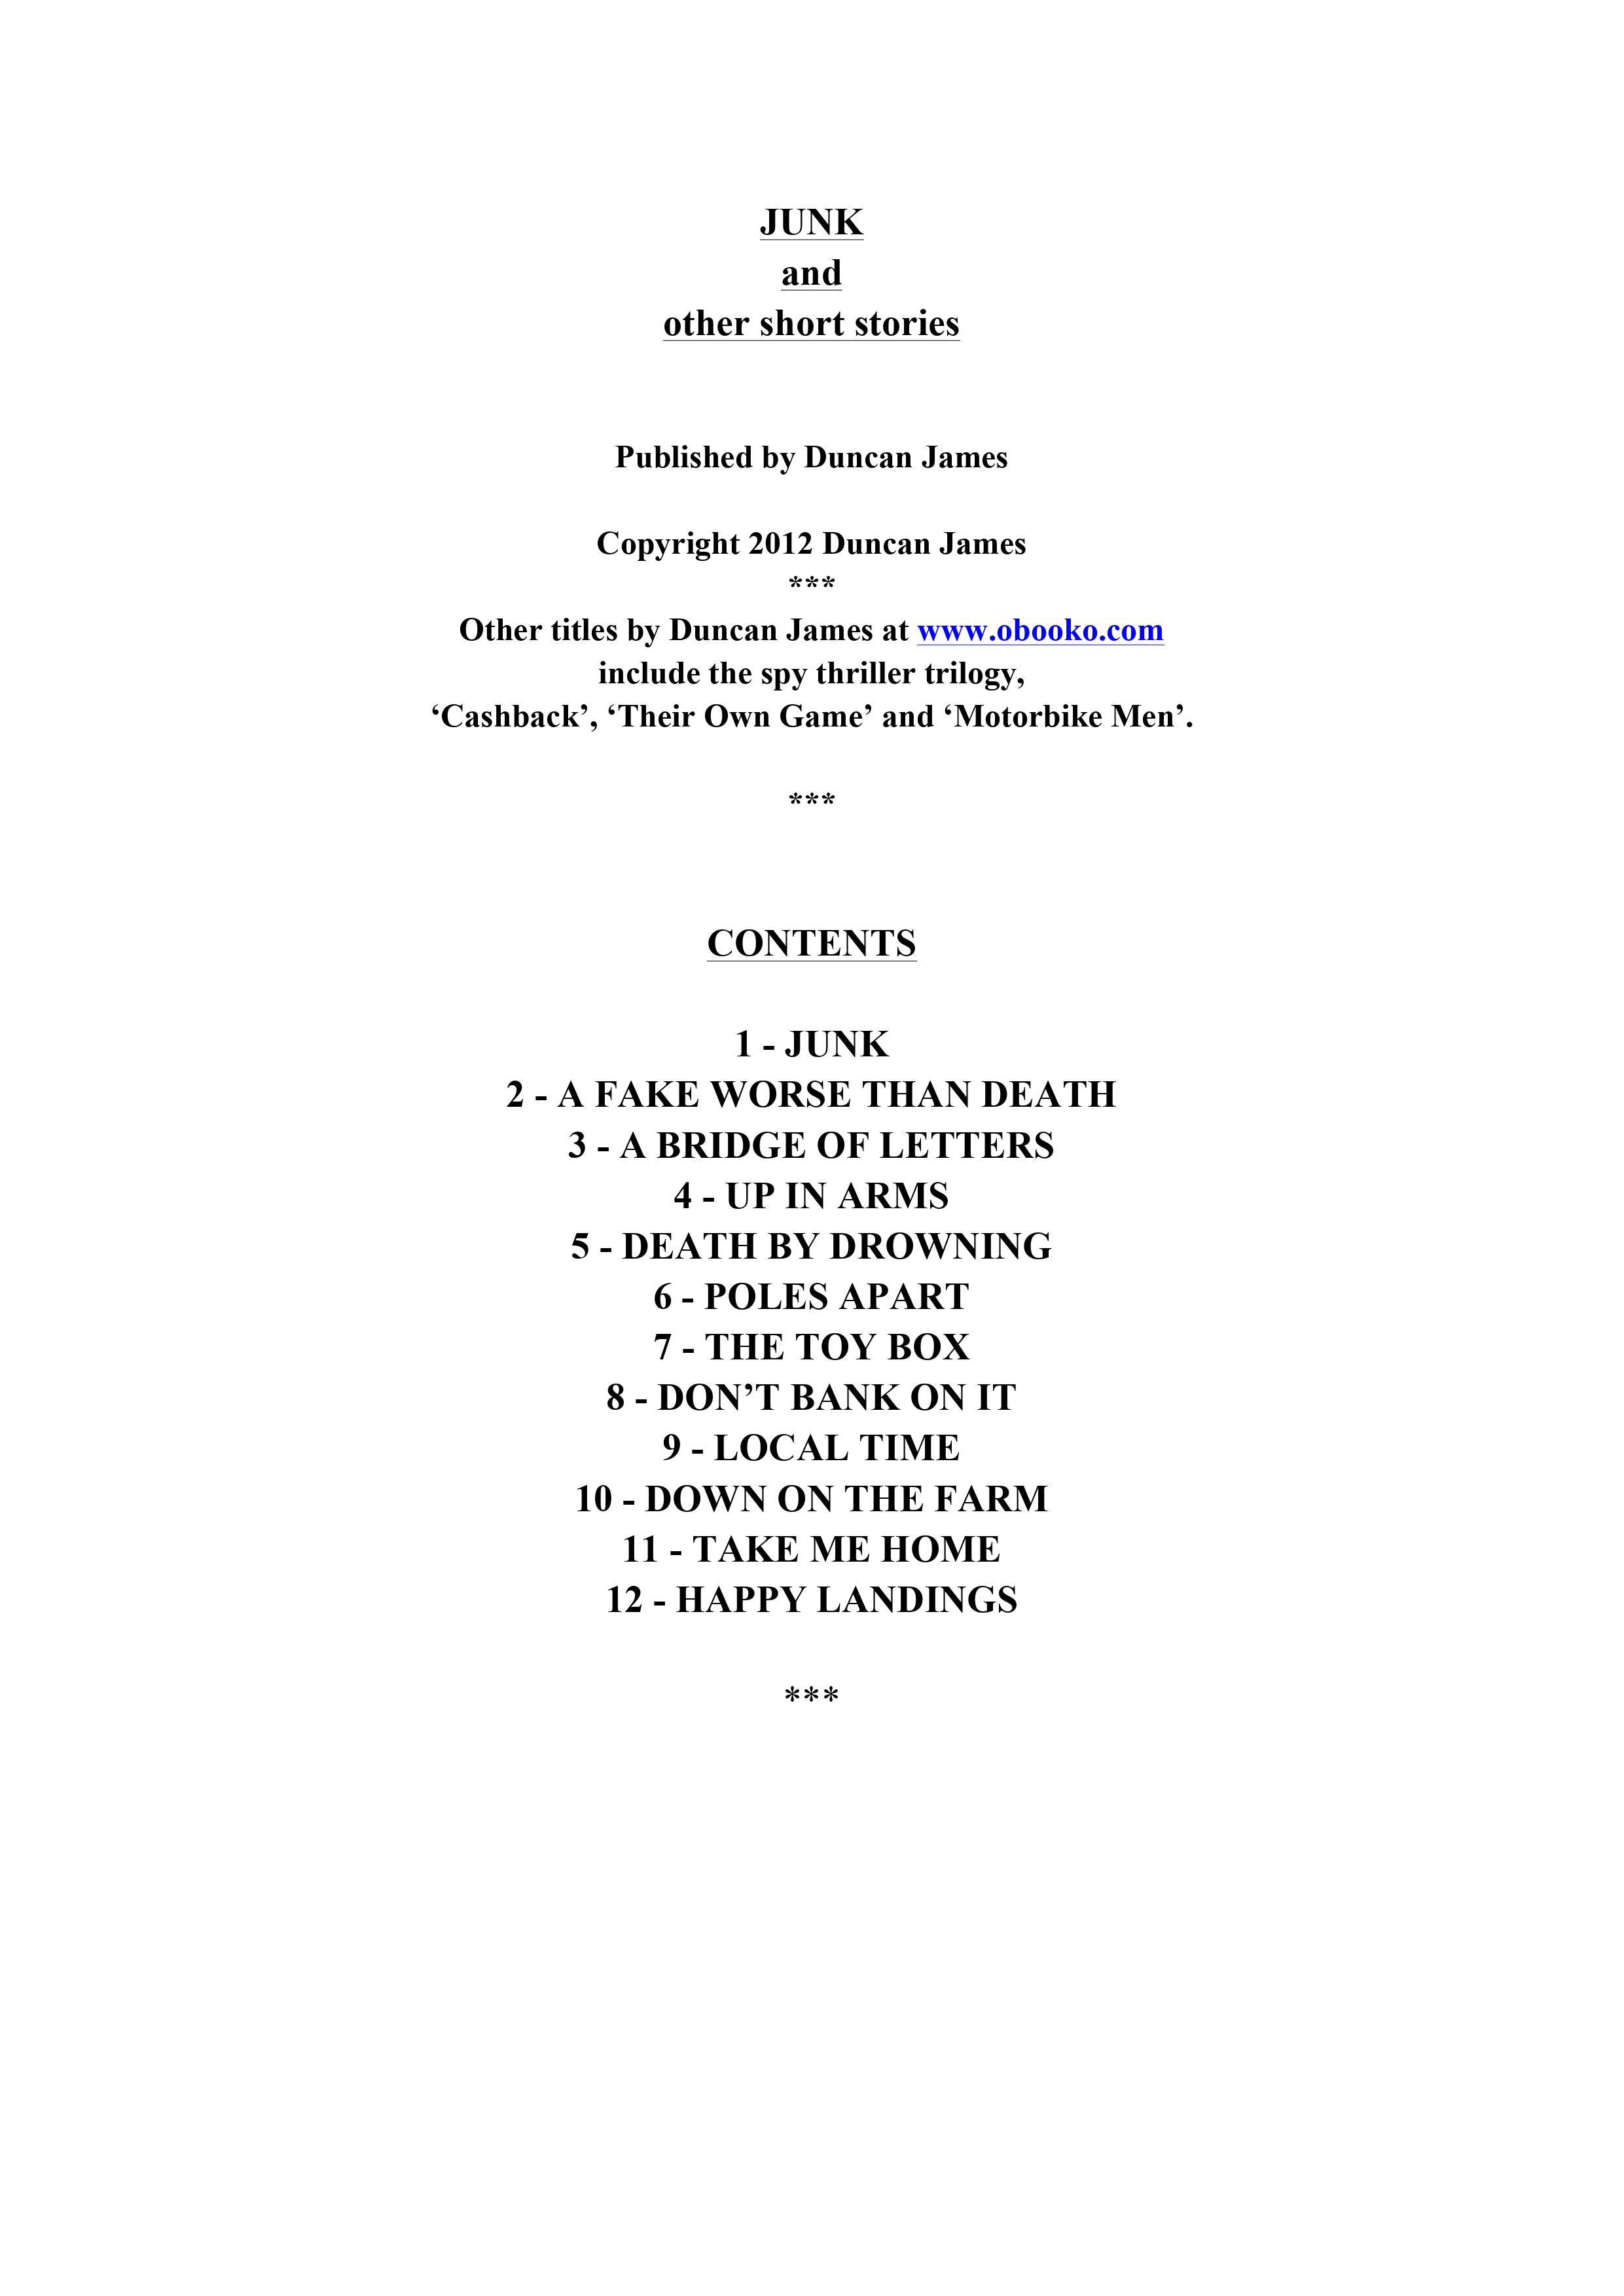 JUNK
and
other short stories
Published by Duncan James
Copyright 2012 Duncan James
***
Other titles by Duncan James at www.obooko.com
include the spy thriller trilogy,
‘Cashback’, ‘Their Own Game’ and ‘Motorbike Men’.
***
CONTENTS
1 - JUNK
2 - A FAKE WORSE THAN DEATH
3 - A BRIDGE OF LETTERS
4 - UP IN ARMS
5 - DEATH BY DROWNING
6 - POLES APART
7 - THE TOY BOX
8 - DON’T BANK ON IT
9 - LOCAL TIME
10 - DOWN ON THE FARM
11 - TAKE ME HOME
12 - HAPPY LANDINGS
***